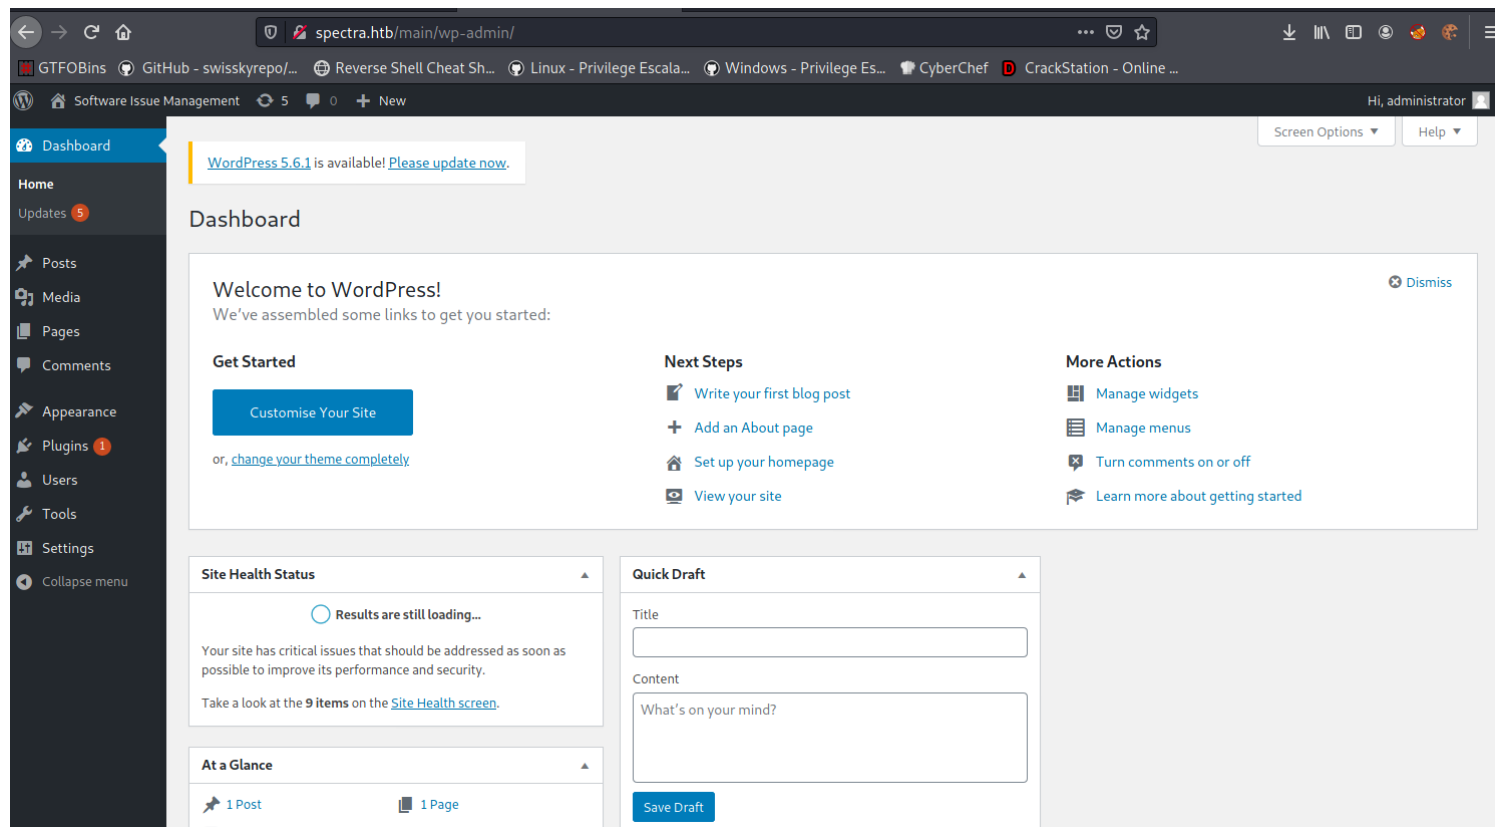 spectra.htb/main/wp-admin/
GTFOBins GitHub - swisskyrepo/... Reverse Shell Cheat Sh... Linux - Privilege Escala... Windows - Privilege Es... CyberChef D CrackStation - Online ...
Software Issue Management 5 0 New Hi, administrator
Dashboard
Screen Options Help
WordPress 5.6.1 is available! Please update now.
Home
Updates 5
Dashboard
Posts
Media
Pages
Comments
Appearance
Plugins 1
Users
Tools
Settings
Collapse menu
Welcome to WordPress!
Dismiss
We've assembled some links to get you started:
Get Started
Customise Your Site
or, change your theme completely
Next Steps
Write your first blog post
Add an About page
Set up your homepage
View your site
More Actions
Manage widgets
Manage menus
Turn comments on or off
Learn more about getting started
Site Health Status
Results are still loading...
Your site has critical issues that should be addressed as soon as
possible to improve its performance and security.
Take a look at the 9 items on the Site Health screen.
At a Glance
1 Post 1 Page
Quick Draft
Title
Content
What's on your mind?
Save Draft